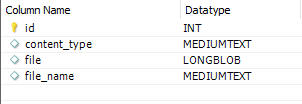 Column Name Datatype
id INT
content_type MEDIUMTEXT
file LONGBLOB
file_name MEDIUMTEXT